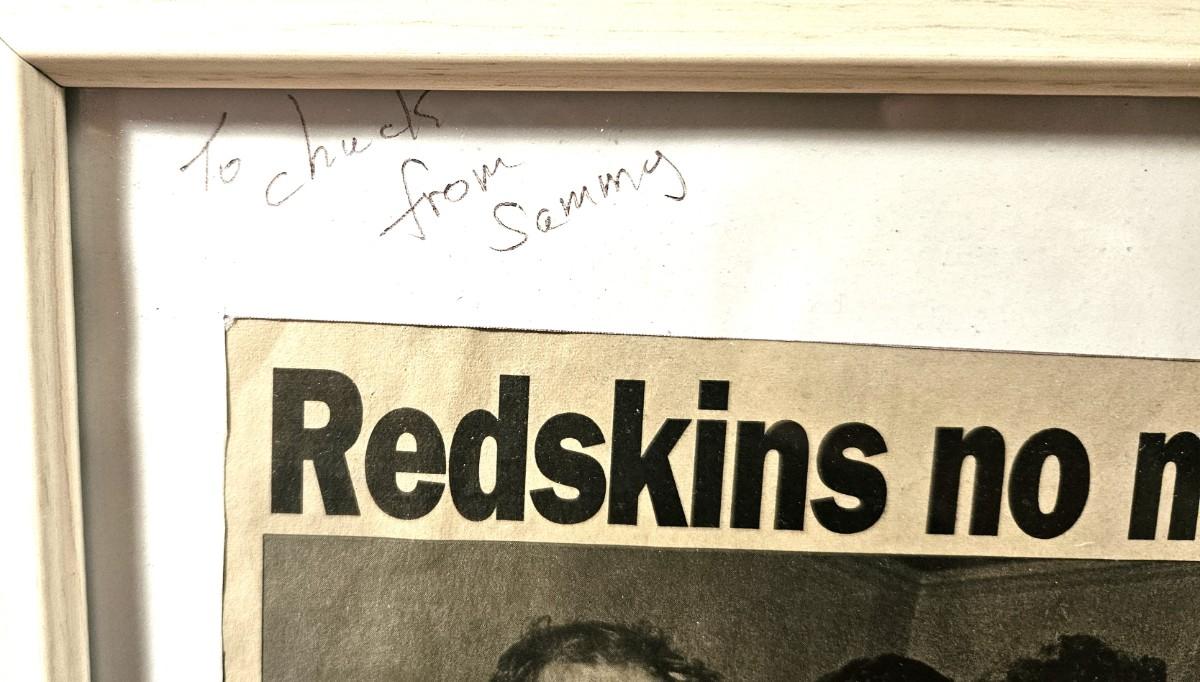 To chuck
from
Sammy
Redskins no